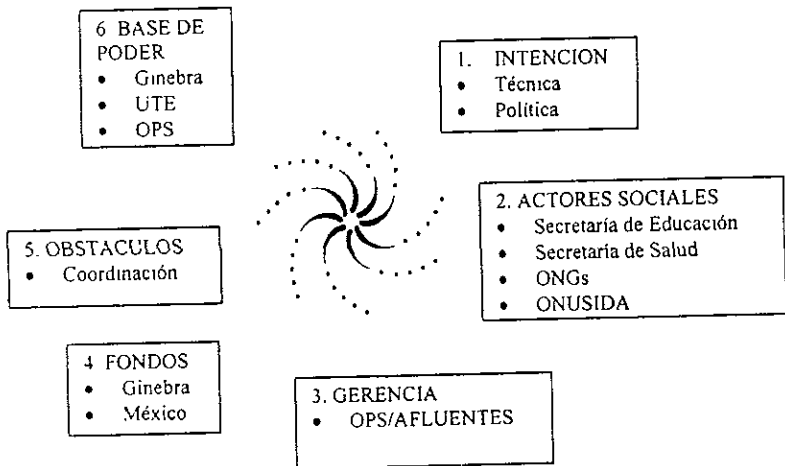 6 BASE DE
PODER
• Ginebra
• UTE
• OPS
1. INTENCION
• Técnica
• Política
2. ACTORES SOCIALES
• Secretaría de Educación
• Secretaría de Salud
• ONGs
• ONUSIDA
3. GERENCIA
• OPS/AFLUENTES
4 FONDOS
• Ginebra
• México
5. OBSTACULOS
• Coordinación